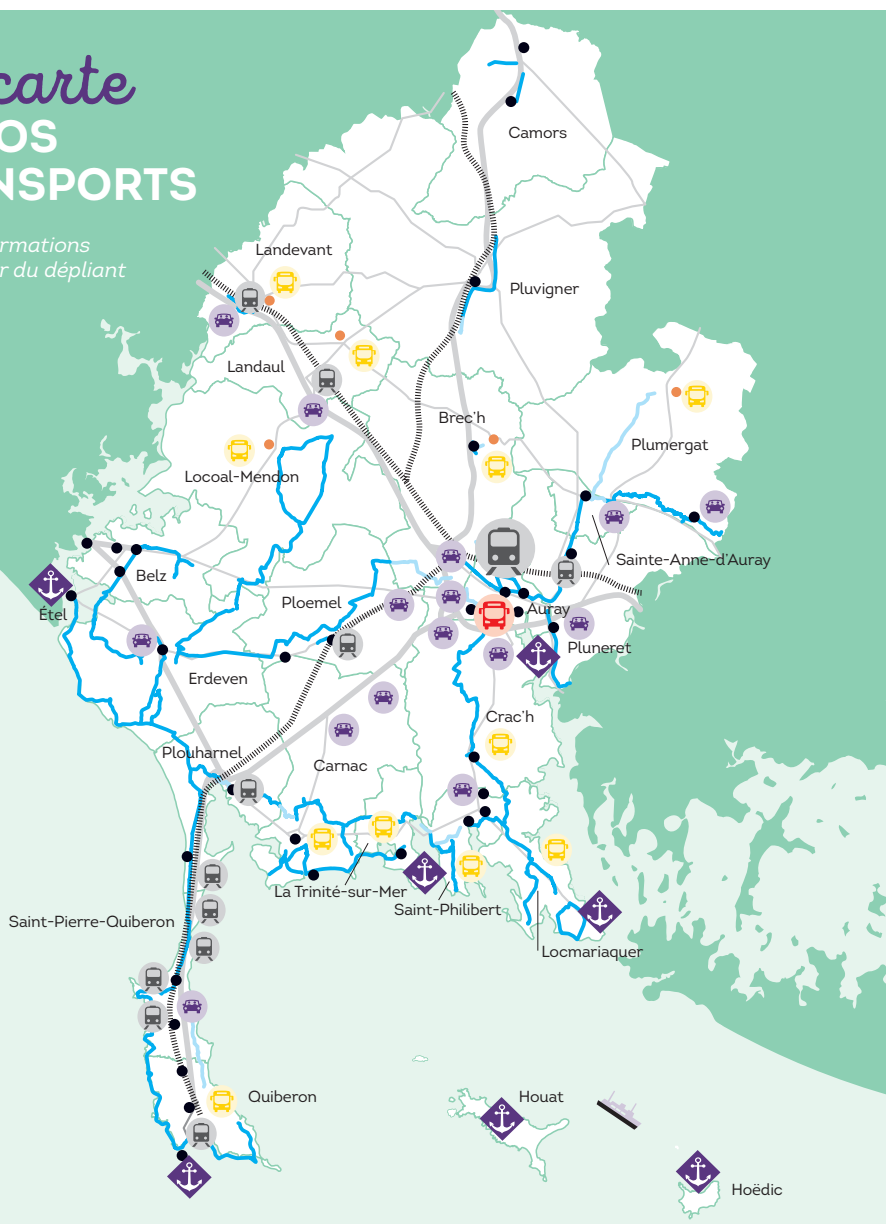 carte
OS
NSPORTS
rmations
r du dépliant
Camors
Landevant
Pluvigner
Landaul
Brec'h
Plumergat
Locoal-Mendon
Sainte-Anne-d'Auray
Belz
Ploemel
Étel
Auray
Pluneret
Erdeven
Crac'h
Plouharnel
Carnac
La Trinité-sur-Mer
Saint-Philibert
Saint-Pierre-Quiberon
Locmariaquer
Quiberon
Houat
Hoëdic